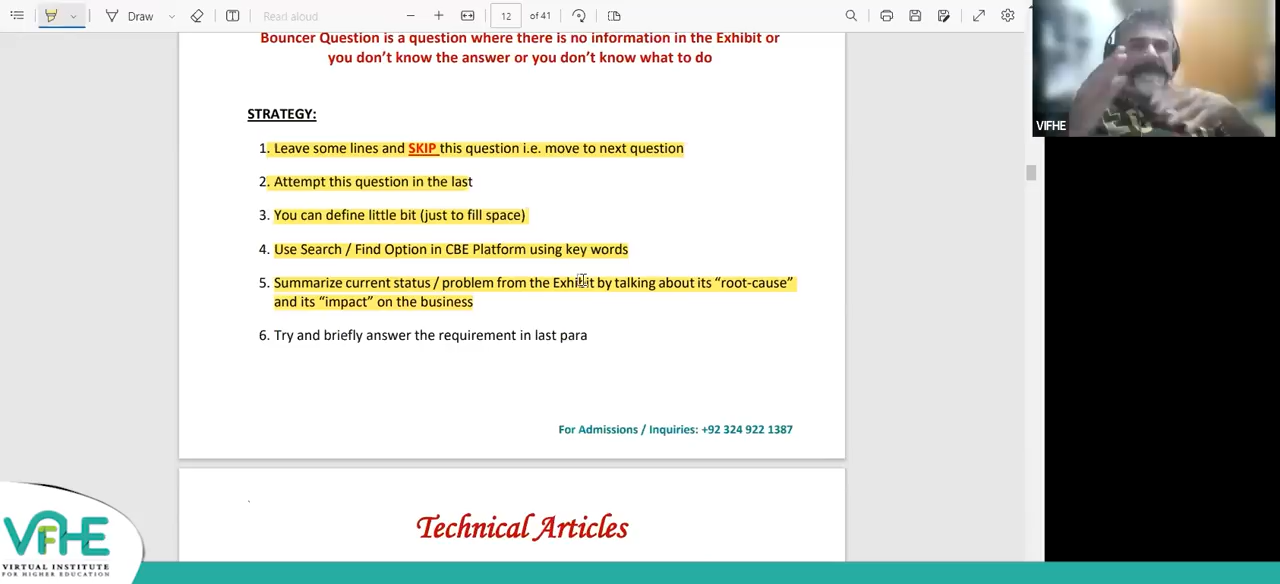 Draw
Read aloud
12
of 41
Bouncer Question is a question where there is no information in the Exhibit or
you don't know the answer or you don't know what to do
STRATEGY:
1. Leave some lines and SKIP this question i.e. move to next question
2. Attempt this question in the last
3. You can define little bit (just to fill space)
4. Use Search / Find Option in CBE Platform using key words
5. Summarize current status / problem from the Exhibit by talking about its “root-cause”
and its “impact” on the business
6. Try and briefly answer the requirement in last para
For Admissions / Inquiries: +92 324 922 1387
Technical Articles
VIFHE
VIFHE
VIRTUAL INSTITUTE
FOR HIGHER EDUCATION